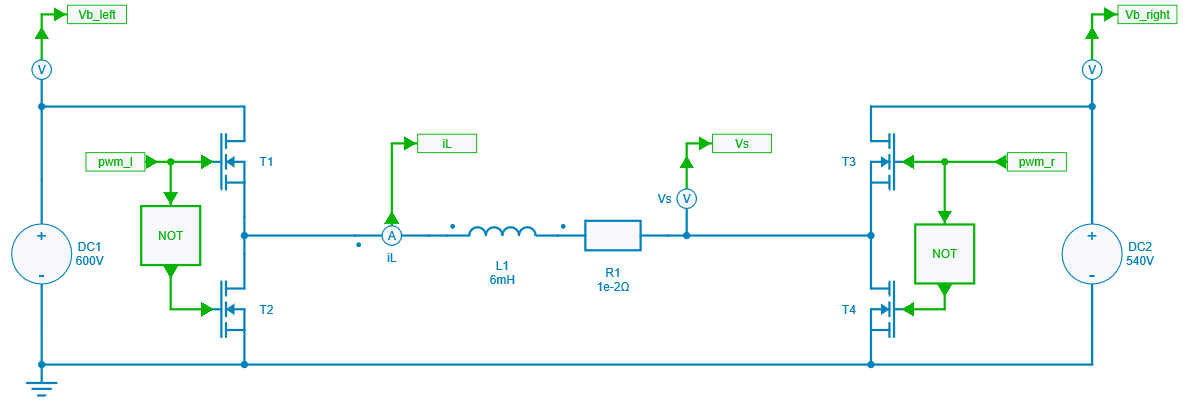 Vb_left
Vb_right
V
V
pwm_l
T1
iL
Vs
T3
pwm_r
Vs
V
NOT
A
iL
L1
6mH
R1
1e-2Ω
NOT
+
DC1
600V
-
+
DC2
540V
-
T2
T4